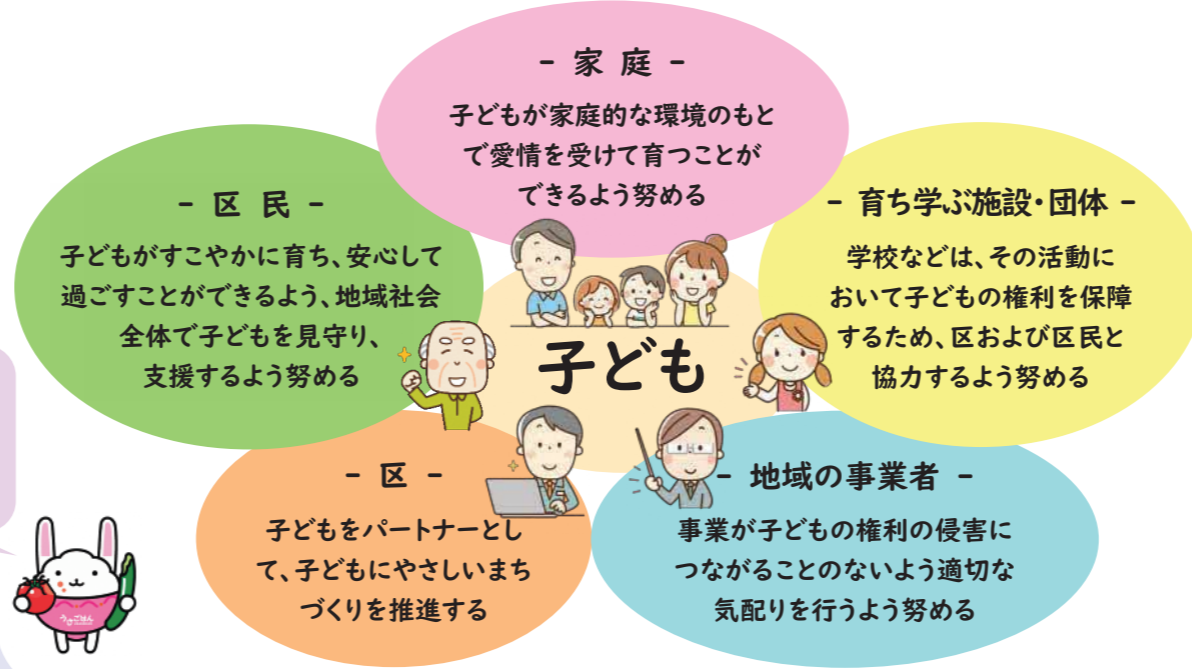 - 家 庭 -
子どもが家庭的な環境のもと
で愛情を受けて育つことが
できるよう努める
- 区 民 -
子どもがすこやかに育ち、安心して
過ごすことができるよう、地域社会
全体で子どもを見守り、
支援するよう努める
- 育ち学ぶ施設・団体 -
学校などは、その活動に
おいて子どもの権利を保障
するため、区および区民と
協力するよう努める
子ども
- 区 -
子どもをパートナーとし
て、子どもにやさしいまち
づくりを推進する
- 地域の事業者 -
事業が子どもの権利の侵害に
つながることのないよう適切な
気配りを行うよう努める